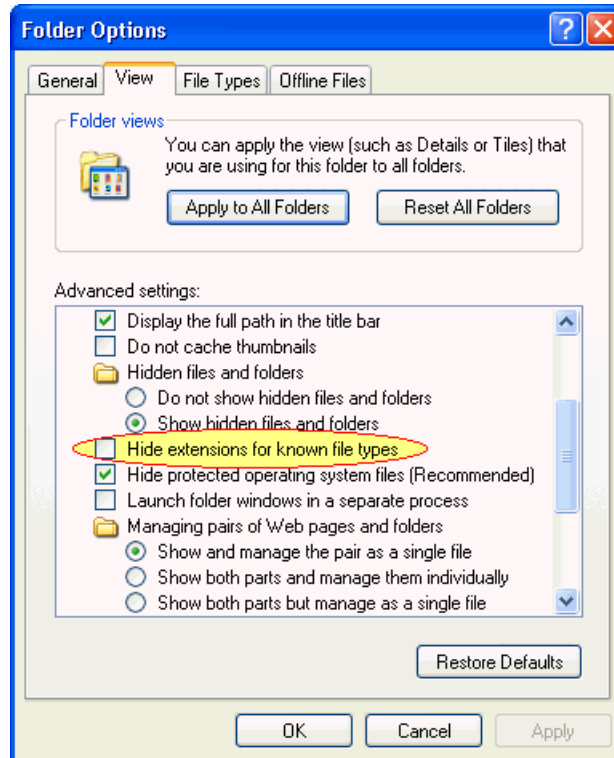 Folder Options
General View File Types Offline Files
Folder views
You can apply the view (such as Details or Tiles) that
you are using for this folder to all folders.
Apply to All Folders Reset All Folders
Advanced settings:
Display the full path in the title bar
Do not cache thumbnails
Hidden files and folders
Do not show hidden files and folders
Show hidden files and folders
Hide extensions for known file types
Hide protected operating system files (Recommended)
Launch folder windows in a separate process
Managing pairs of Web pages and folders
Show and manage the pair as a single file
Show both parts and manage them individually
Show both parts but manage as a single file
Restore Defaults
OK Cancel Apply